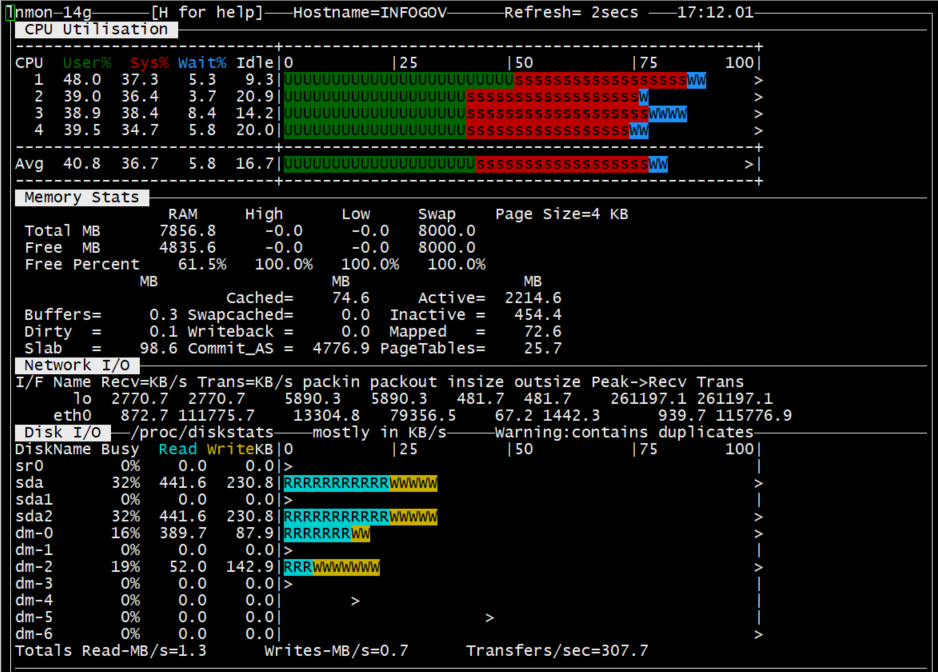 nmon—14g———[H for help]———Hostname=INFOGOV————Refresh= 2secs ———17:12.01
CPU Utilisation
---------------------------+-------------------------------------------------+
CPU  User%  Sys% Wait% Idle|0          |25         |50          |75       100|
1  48.0  37.3   5.3   9.3|UUUUUUUUUUUUUUUUUUUUUUUUssssssssssssssssssWW     >
2  39.0  36.4   3.7  20.9|UUUUUUUUUUUUUUUUUUUssssssssssssssssssW           >
3  38.9  38.4   8.4  14.2|UUUUUUUUUUUUUUUUUUUsssssssssssssssssssWWWW       >
4  39.5  34.7   5.8  20.0|UUUUUUUUUUUUUUUUUUUsssssssssssssssssWW           >
---------------------------+-------------------------------------------------+
Avg  40.8  36.7   5.8  16.7|UUUUUUUUUUUUUUUUUUUUssssssssssssssssssWW        >|
---------------------------+-------------------------------------------------+
Memory Stats
RAM     High      Low     Swap    Page Size=4 KB
Total MB      7856.8     -0.0     -0.0   8000.0
Free  MB      4835.6     -0.0     -0.0   8000.0
Free Percent    61.5%   100.0%   100.0%   100.0%
MB                  MB                  MB
Cached=    74.6     Active=  2214.6
Buffers=     0.3 Swapcached=     0.0  Inactive =   454.4
Dirty  =     0.1 Writeback =     0.0  Mapped   =    72.6
Slab   =    98.6 Commit_AS =  4776.9 PageTables=    25.7
Network I/O
I/F Name Recv=KB/s Trans=KB/s packin packout insize outsize Peak->Recv Trans
lo  2770.7  2770.7    5890.3   5890.3   481.7  481.7    261197.1 261197.1
eth0   872.7 111775.7    13304.8   79356.5    67.2 1442.3      939.7 115776.9
Disk I/O ——/proc/diskstats————mostly in KB/s—————Warning:contains duplicates
DiskName Busy  Read WriteKB|0          |25         |50          |75       100|
sr0        0%    0.0    0.0|>                                                |
sda       32%  441.6  230.8|RRRRRRRRRRRWWWWW                                 >
sda1       0%    0.0    0.0|>                                                |
sda2      32%  441.6  230.8|RRRRRRRRRRRWWWWW                                 >
dm-0      16%  389.7   87.9|RRRRRRRWW                                        >
dm-1       0%    0.0    0.0|>                                                |
dm-2      19%   52.0  142.9|RRRWWWWWWW                                       >
dm-3       0%    0.0    0.0|>                                                |
dm-4       0%    0.0    0.0|       >                                         |
dm-5       0%    0.0    0.0|                     >                           |
dm-6       0%    0.0    0.0|                                                 >
Totals Read-MB/s=1.3      Writes-MB/s=0.7      Transfers/sec=307.7